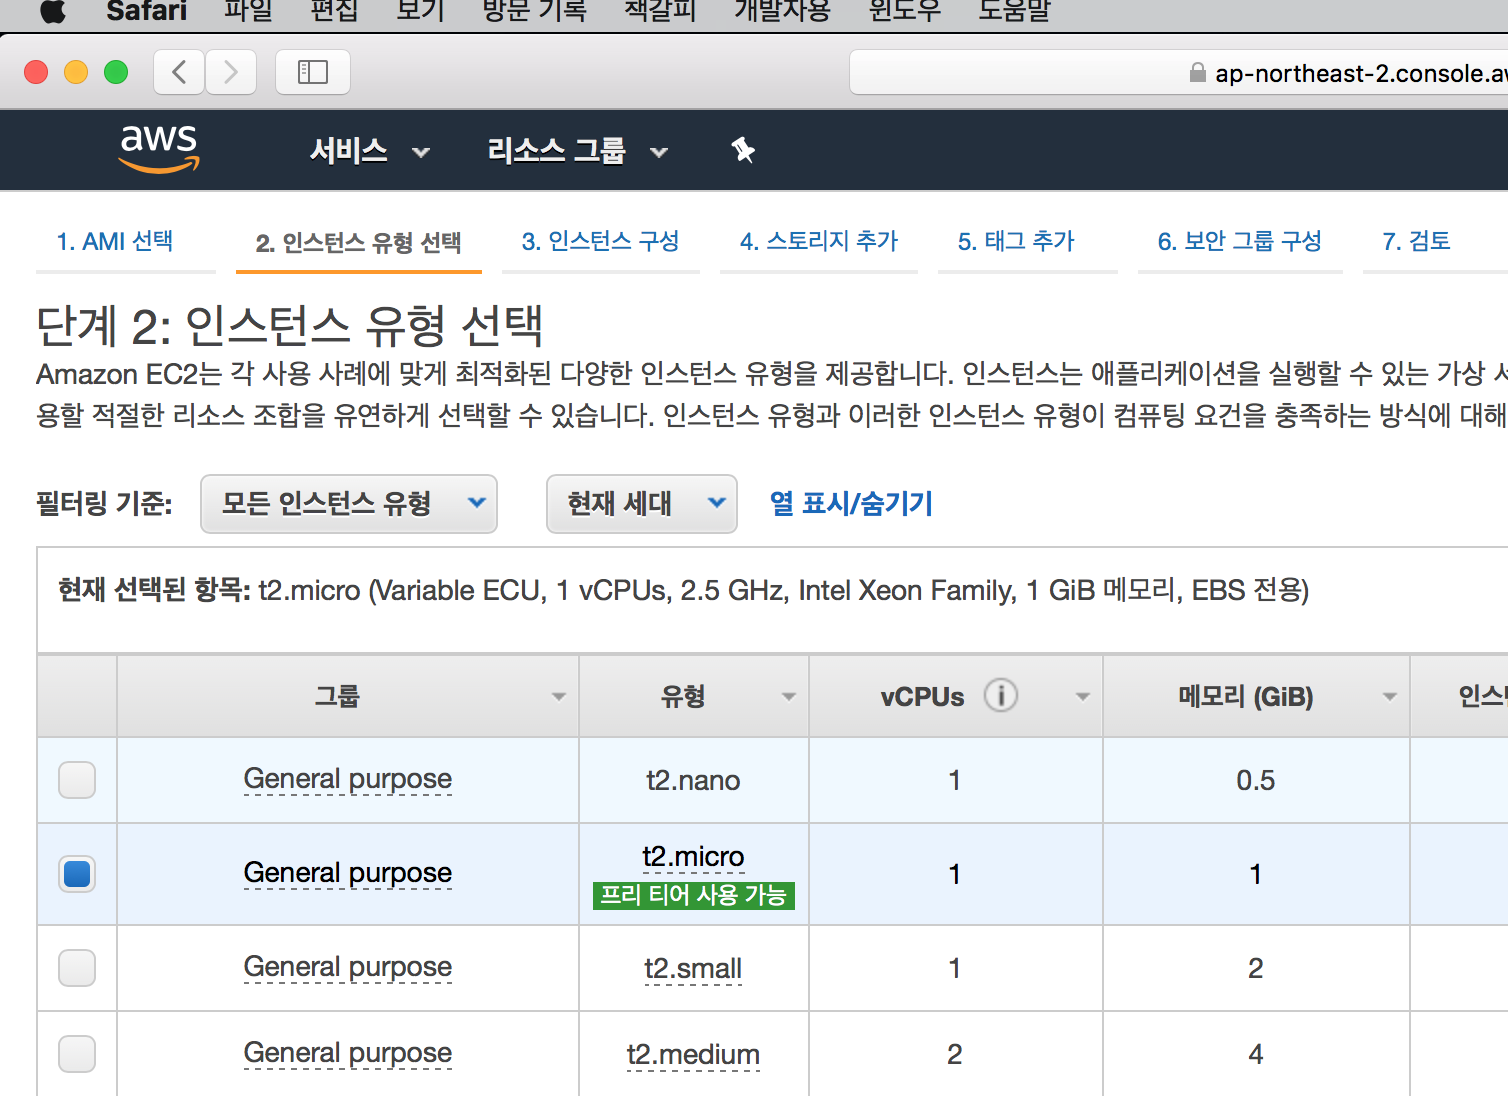 Safari 파일 편집 보기 방문 기록 책갈피 개발자용 윈도우 도움말
ap-northeast-2.console.aw
aws 서비스 리소스 그룹
1. AMI 선택 2. 인스턴스 유형 선택 3. 인스턴스 구성 4. 스토리지 추가 5. 태그 추가 6. 보안 그룹 구성 7. 검토
단계 2: 인스턴스 유형 선택
Amazon EC2는 각 사용 사례에 맞게 최적화된 다양한 인스턴스 유형을 제공합니다. 인스턴스는 애플리케이션을 실행할 수 있는 가상 서
용할 적절한 리소스 조합을 유연하게 선택할 수 있습니다. 인스턴스 유형과 이러한 인스턴스 유형이 컴퓨팅 요건을 충족하는 방식에 대해
필터링 기준: 모든 인스턴스 유형 현재 세대 열 표시/숨기기
현재 선택된 항목: t2.micro (Variable ECU, 1 vCPUs, 2.5 GHz, Intel Xeon Family, 1 GiB 메모리, EBS 전용)
그룹 유형 vCPUs i 메모리 (GiB) 인스
General purpose t2.nano 1 0.5
General purpose t2.micro 1 1
프리 티어 사용 가능
General purpose t2.small 1 2
General purpose t2.medium 2 4